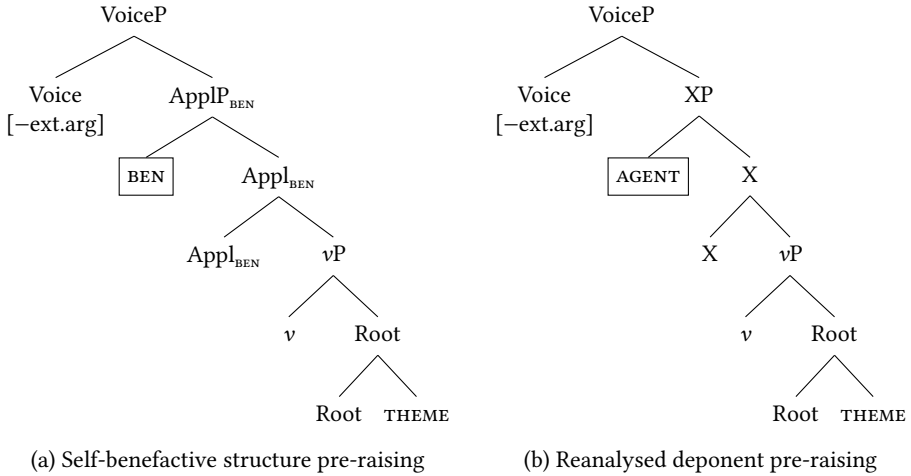 VoiceP VoiceP
Voice ApplP_BEN Voice XP
[−ext.arg] [−ext.arg]
BEN Appl_BEN AGENT X
Appl_BEN vP X vP
v Root v Root
Root THEME Root THEME
(a) Self-benefactive structure pre-raising (b) Reanalysed deponent pre-raising